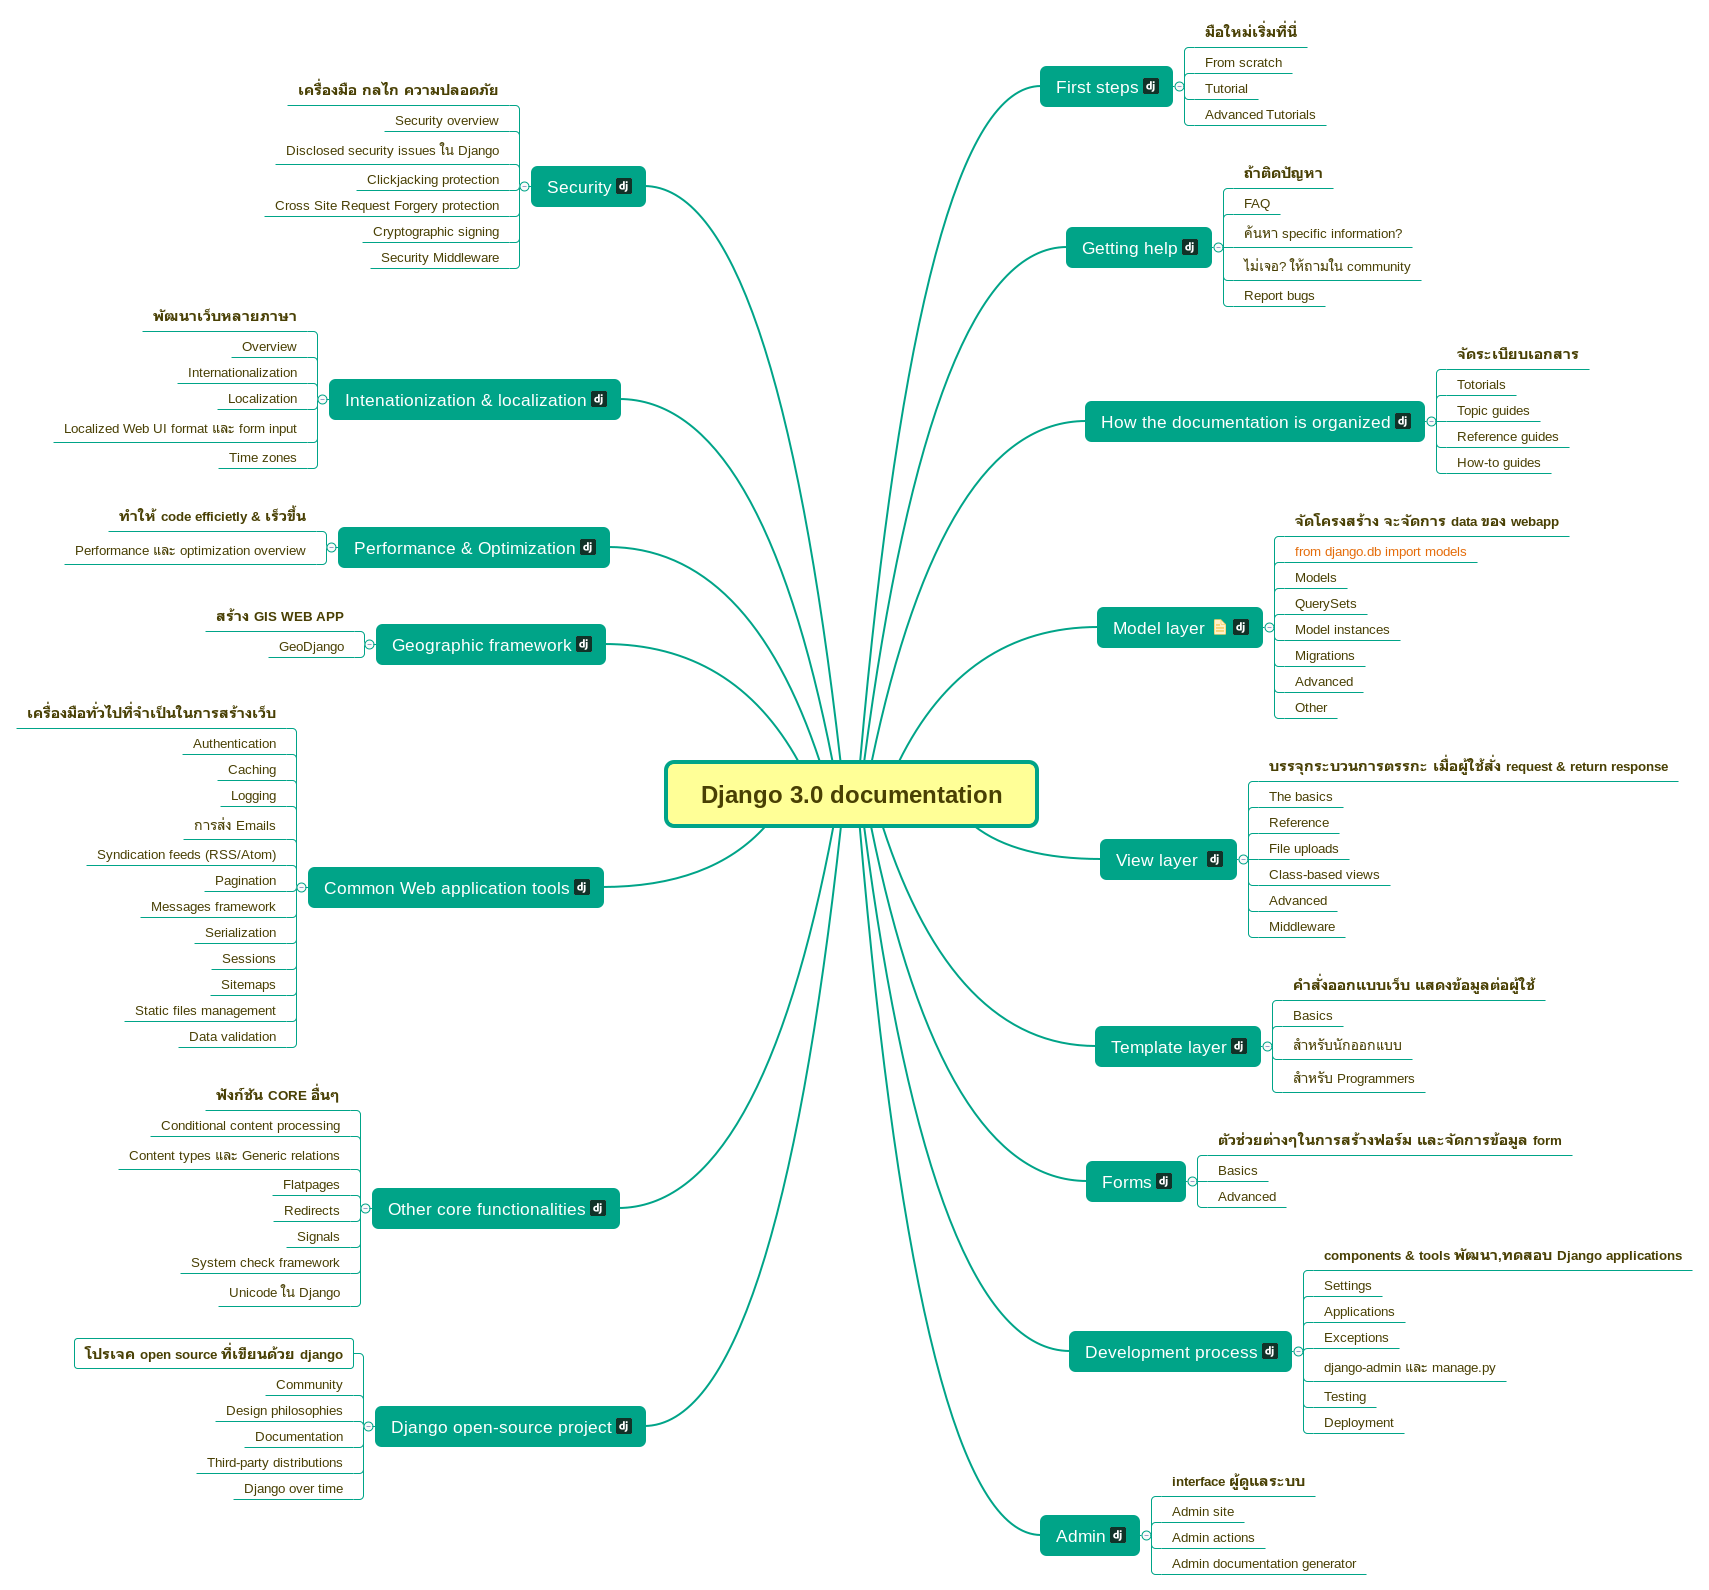 Django 3.0 documentation
First steps
มือใหม่เริ่มที่นี่
From scratch
Tutorial
Advanced Tutorials
Getting help
ถ้าติดปัญหา
FAQ
ค้นหา specific information?
ไม่เจอ? ให้ถามใน community
Report bugs
How the documentation is organized
จัดระเบียบเอกสาร
Totorials
Topic guides
Reference guides
How-to guides
Model layer
จัดโครงสร้าง จะจัดการ data ของ webapp
from django.db import models
Models
QuerySets
Model instances
Migrations
Advanced
Other
View layer
บรรจุกระบวนการตรรกะ เมื่อผู้ใช้สั่ง request & return response
The basics
Reference
File uploads
Class-based views
Advanced
Middleware
Template layer
คำสั่งออกแบบเว็บ แสดงข้อมูลต่อผู้ใช้
Basics
สำหรับนักออกแบบ
สำหรับ Programmers
Forms
ตัวช่วยต่างๆในการสร้างฟอร์ม และจัดการข้อมูล form
Basics
Advanced
Development process
components & tools พัฒนา,ทดสอบ Django applications
Settings
Applications
Exceptions
django-admin และ manage.py
Testing
Deployment
Admin
interface ผู้ดูแลระบบ
Admin site
Admin actions
Admin documentation generator
Security
เครื่องมือ กลไก ความปลอดภัย
Security overview
Disclosed security issues ใน Django
Clickjacking protection
Cross Site Request Forgery protection
Cryptographic signing
Security Middleware
Intenationization & localization
พัฒนาเว็บหลายภาษา
Overview
Internationalization
Localization
Localized Web UI format และ form input
Time zones
Performance & Optimization
ทำให้ code efficietly & เร็วขึ้น
Performance และ optimization overview
Geographic framework
สร้าง GIS WEB APP
GeoDjango
Common Web application tools
เครื่องมือทั่วไปที่จำเป็นในการสร้างเว็บ
Authentication
Caching
Logging
การส่ง Emails
Syndication feeds (RSS/Atom)
Pagination
Messages framework
Serialization
Sessions
Sitemaps
Static files management
Data validation
Other core functionalities
ฟังก์ชัน CORE อื่นๆ
Conditional content processing
Content types และ Generic relations
Flatpages
Redirects
Signals
System check framework
Unicode ใน Django
Django open-source project
โปรเจค open source ที่เขียนด้วย django
Community
Design philosophies
Documentation
Third-party distributions
Django over time